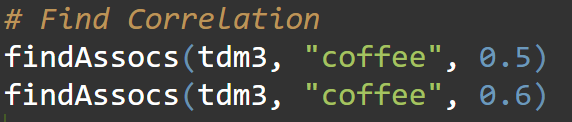 # Find Correlation
findAssocs(tdm3, "coffee", 0.5)
findAssocs(tdm3, "coffee", 0.6)